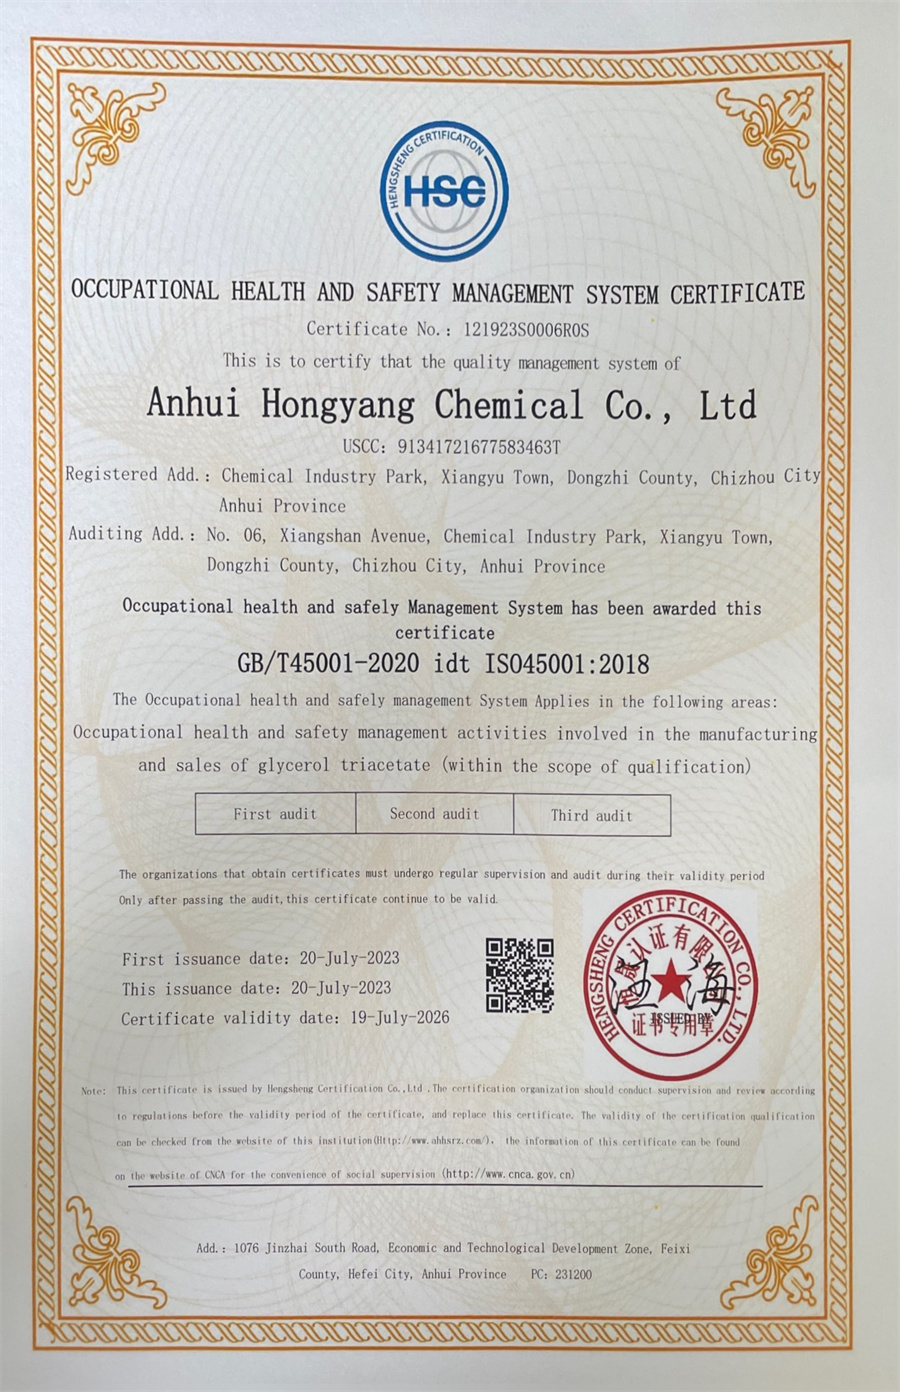 HENGSHENG CERTIFICATION
HSC
OCCUPATIONAL HEALTH AND SAFETY MANAGEMENT SYSTEM CERTIFICATE
Certificate No.: 121923S0006R0S
This is to certify that the quality management system of
Anhui Hongyang Chemical Co., Ltd
USCC: 91341721677583463T
Registered Add.: Chemical Industry Park, Xiangyu Town, Dongzhi County, Chizhou City
Anhui Province
Auditing Add.: No. 06, Xiangshan Avenue, Chemical Industry Park, Xiangyu Town,
Dongzhi County, Chizhou City, Anhui Province
Occupational health and safely Management System has been awarded this
certificate
GB/T45001-2020 idt ISO45001:2018
The Occupational health and safely management System Applies in the following areas:
Occupational health and safety management activities involved in the manufacturing
and sales of glycerol triacetate (within the scope of qualification)
First audit Second audit Third audit
The organizations that obtain certificates must undergo regular supervision and audit during their validity period
Only after passing the audit, this certificate continue to be valid.
First issuance date: 20-July-2023
This issuance date: 20-July-2023
Certificate validity date: 19-July-2026
HENGSHENG CERTIFICATION CO., LTD.
认证有限
ISSUED BY
证书专用章
Note: This certificate is issued by Hengsheng Certification Co.,Ltd .The certification organization should conduct supervision and review according
to regulations before the validity period of the certificate, and replace this certificate. The validity of the certification qualification
can be checked from the website of this institution(Http://www.ahhsrz.com/), the information of this certificate can be found
on the website of CNCA for the convenience of social supervision (http://www.cnca.gov.cn)
Add.: 1076 Jinzhai South Road, Economic and Technological Development Zone, Feixi
County, Hefei City, Anhui Province PC: 231200